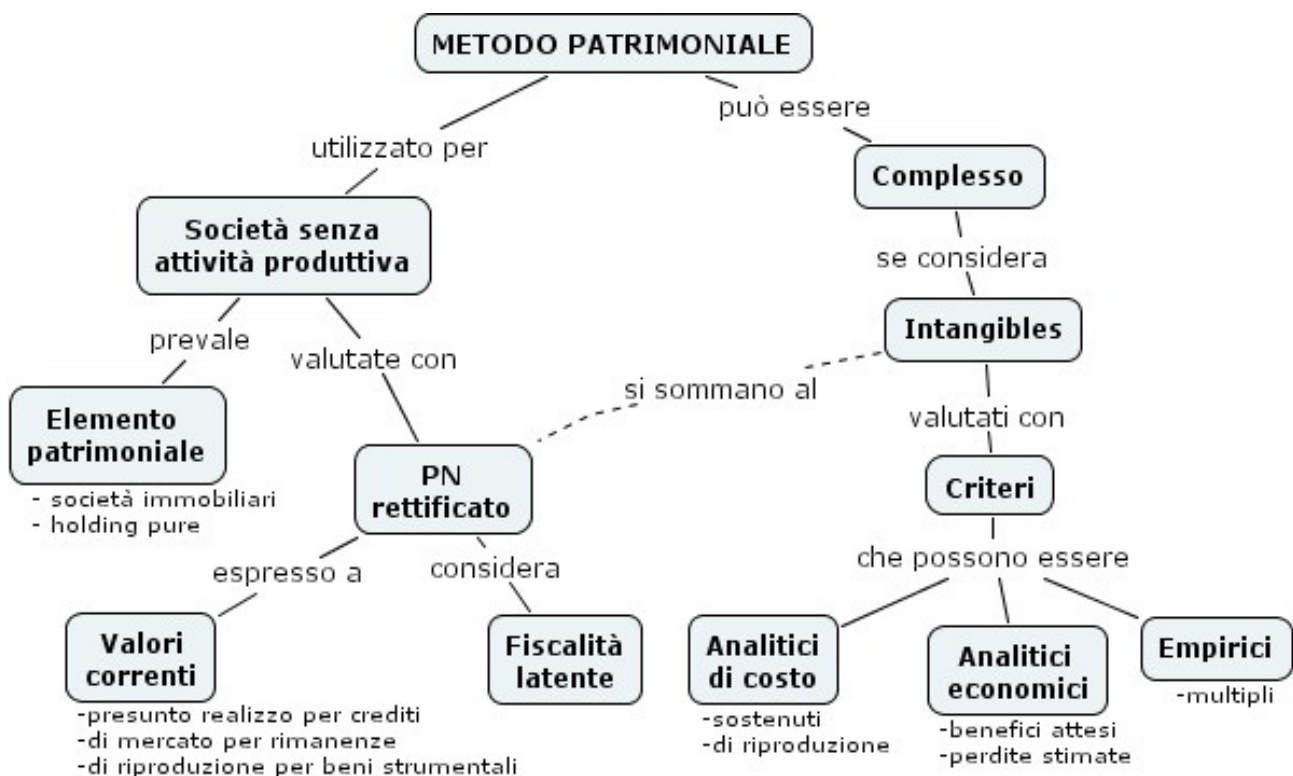 METODO PATRIMONIALE
può essere
utilizzato per
Complesso
Società senza
attività produttiva
se considera
Intangibles
prevale
valutate con
si sommano al
valutati con
Elemento
patrimoniale
- società immobiliari
- holding pure
PN
rettificato
Criteri
espresso a
considera
che possono essere
Valori
correnti
-presunto realizzo per crediti
-di mercato per rimanenze
-di riproduzione per beni strumentali
Fiscalità
latente
Analitici
di costo
-sostenuti
-di riproduzione
Analitici
economici
-benefici attesi
-perdite stimate
Empirici
-multipli